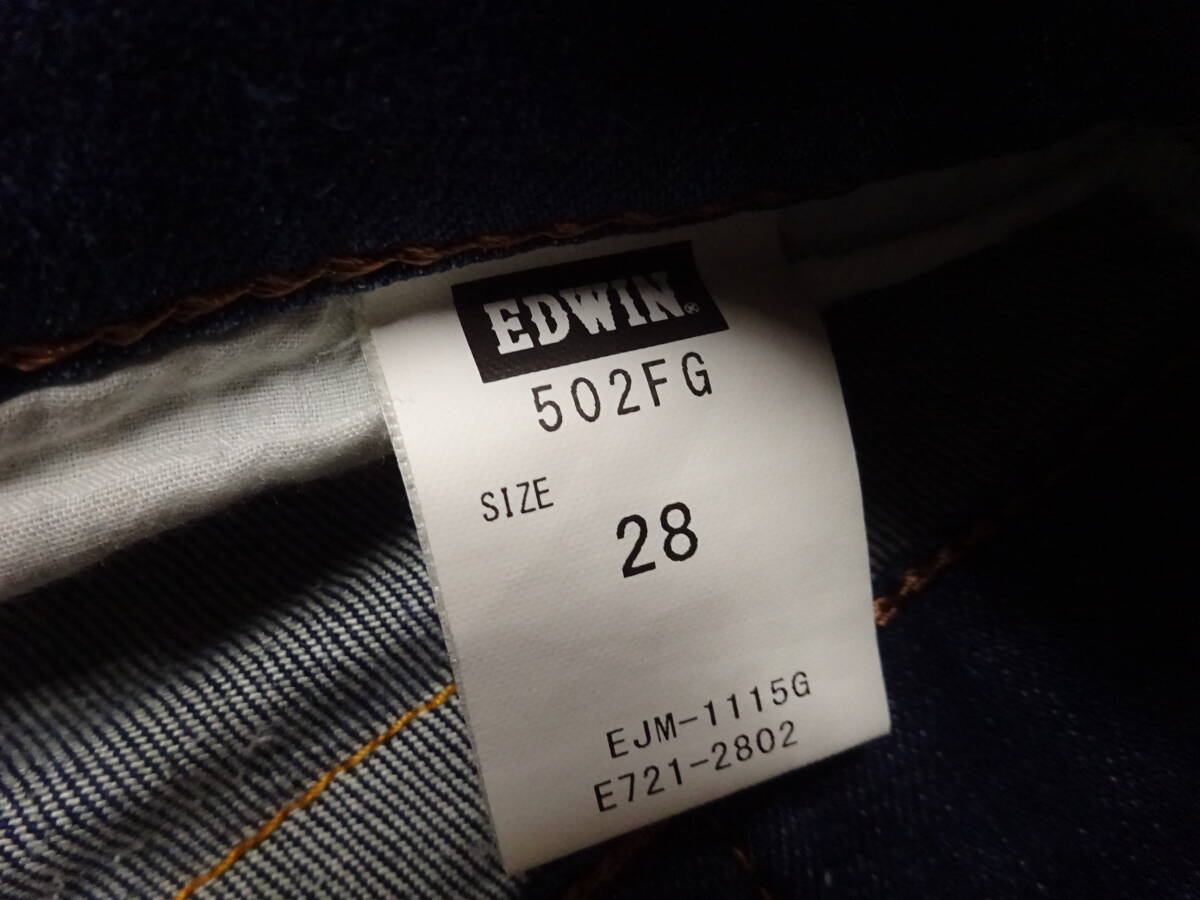 EDWIN®
502FG
SIZE
28
EJM-1115G
E721-2802